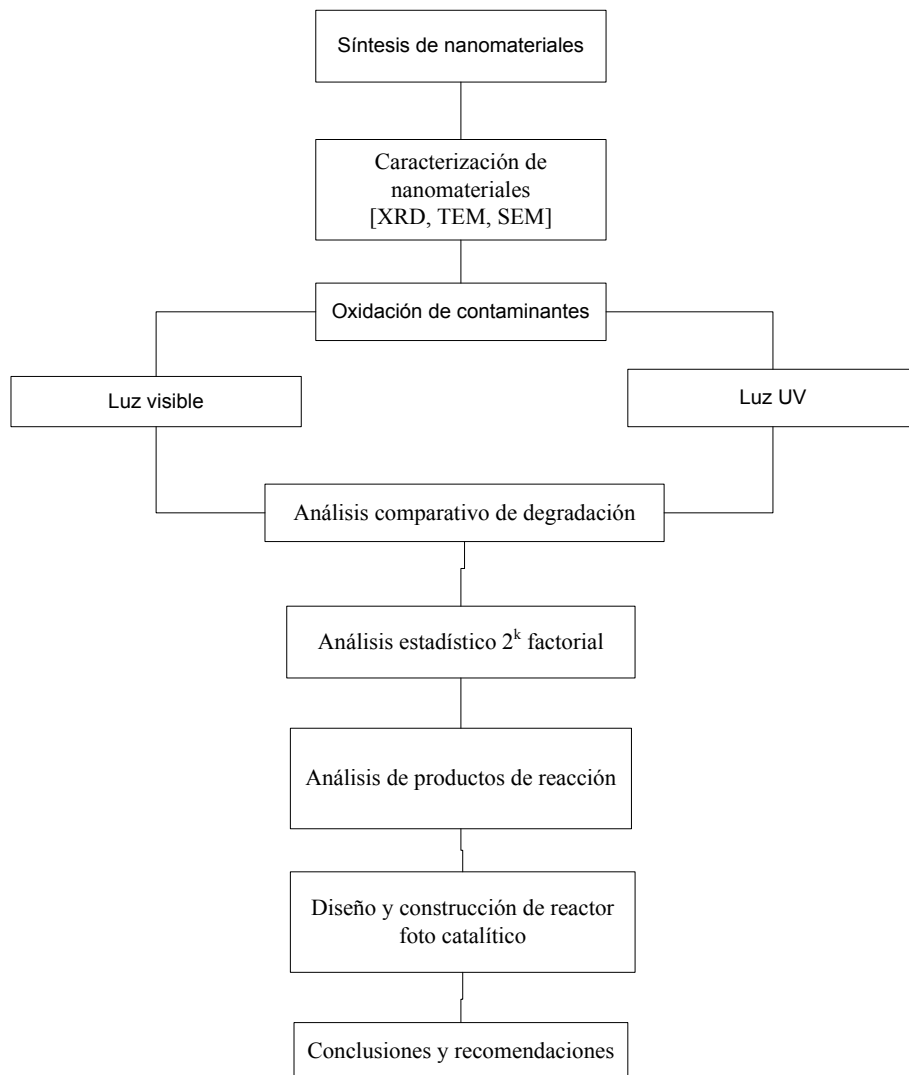 Síntesis de nanomateriales
Caracterización de
nanomateriales
[XRD, TEM, SEM]
Oxidación de contaminantes
Luz visible
Luz UV
Análisis comparativo de degradación
Análisis estadístico 2^k factorial
Análisis de productos de reacción
Diseño y construcción de reactor
foto catalítico
Conclusiones y recomendaciones